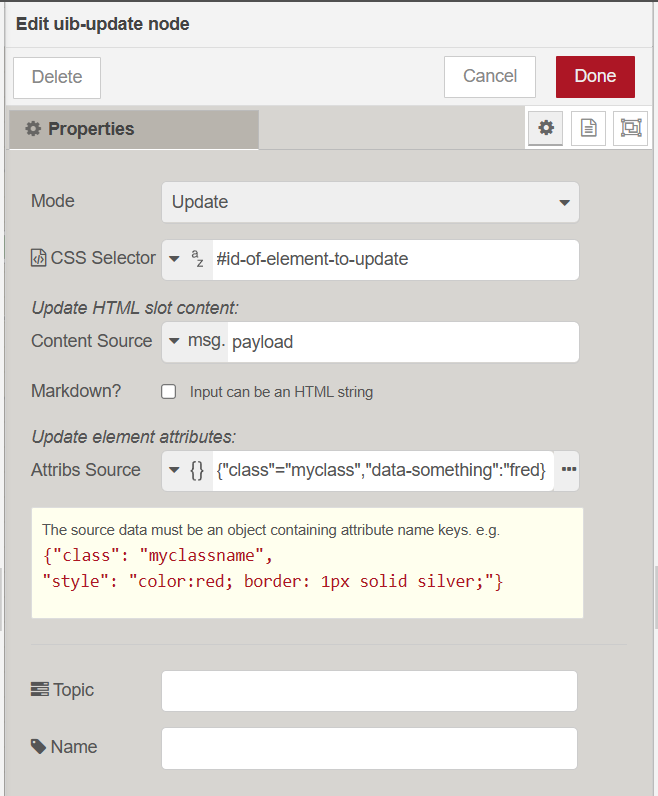 Edit uib-update node
Delete
Cancel
Done
Properties
Mode
Update
CSS Selector
a
z
#id-of-element-to-update
Update HTML slot content:
Content Source
msg.
payload
Markdown?
Input can be an HTML string
Update element attributes:
Attribs Source
{}
{"class"="myclass","data-something":"fred}
•••
The source data must be an object containing attribute name keys. e.g.
{"class": "myclassname",
"style": "color:red; border: 1px solid silver;"}
Topic
Name